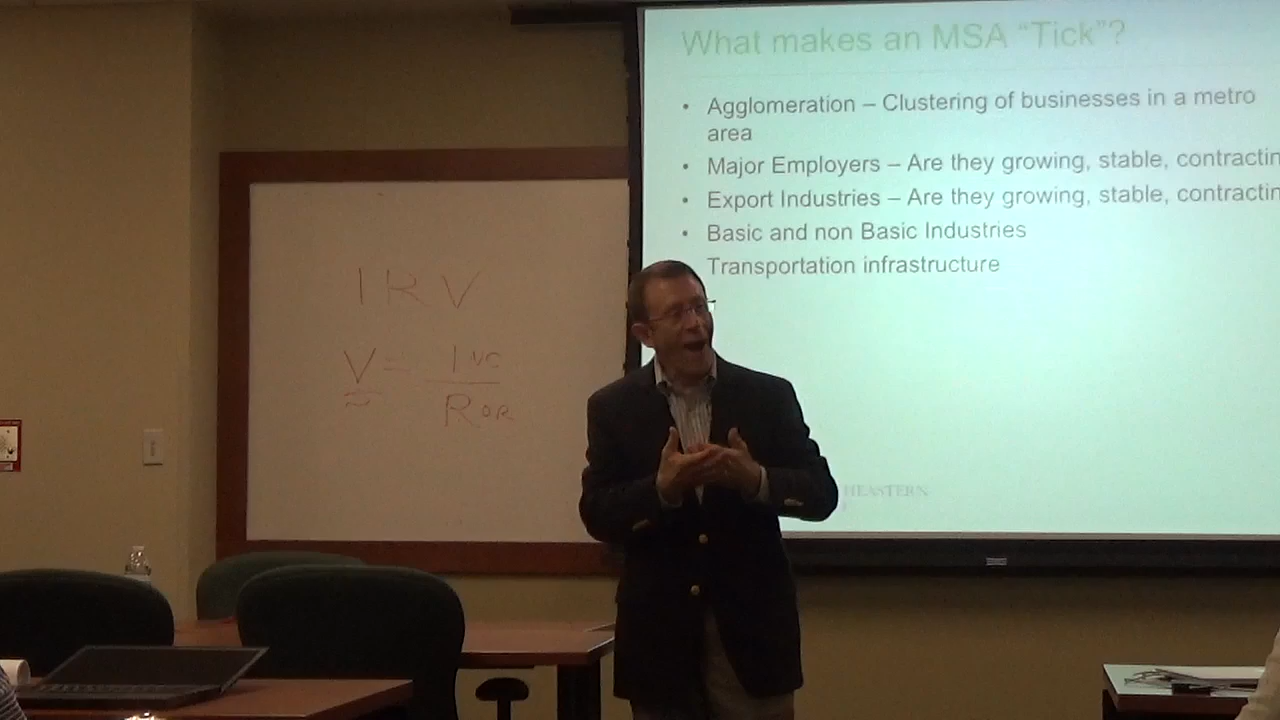 What makes an MSA “Tick”?
• Agglomeration – Clustering of businesses in a metro
area
• Major Employers – Are they growing, stable, contractin
• Export Industries – Are they growing, stable, contractin
• Basic and non Basic Industries
Transportation infrastructure
HEASTERN
IRV
V = Inc
ROR